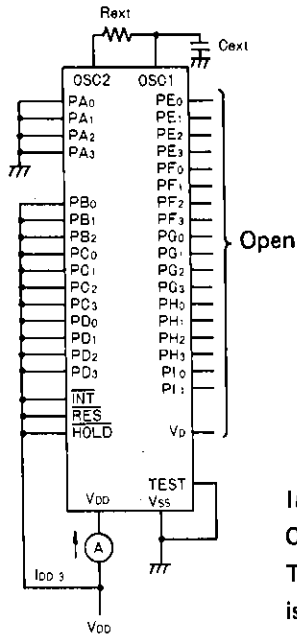 Rext
Cext
OSC2 OSC1
PA0 PE0
PA1 PE1
PA2 PE2
PA3 PE3
PF0
PF1
PB0 PF2
PB1 PF3
PB2 PG0
PC0 PG1
PC1 PG2
PC2 PG3
PC3 PH0
PD0 PH1
PD1 PH2
PD2 PH3
PD3 PI0
INT PI1
RES
HOLD VD
Open
TEST
VDD VSS
A
IDD 3
VDD